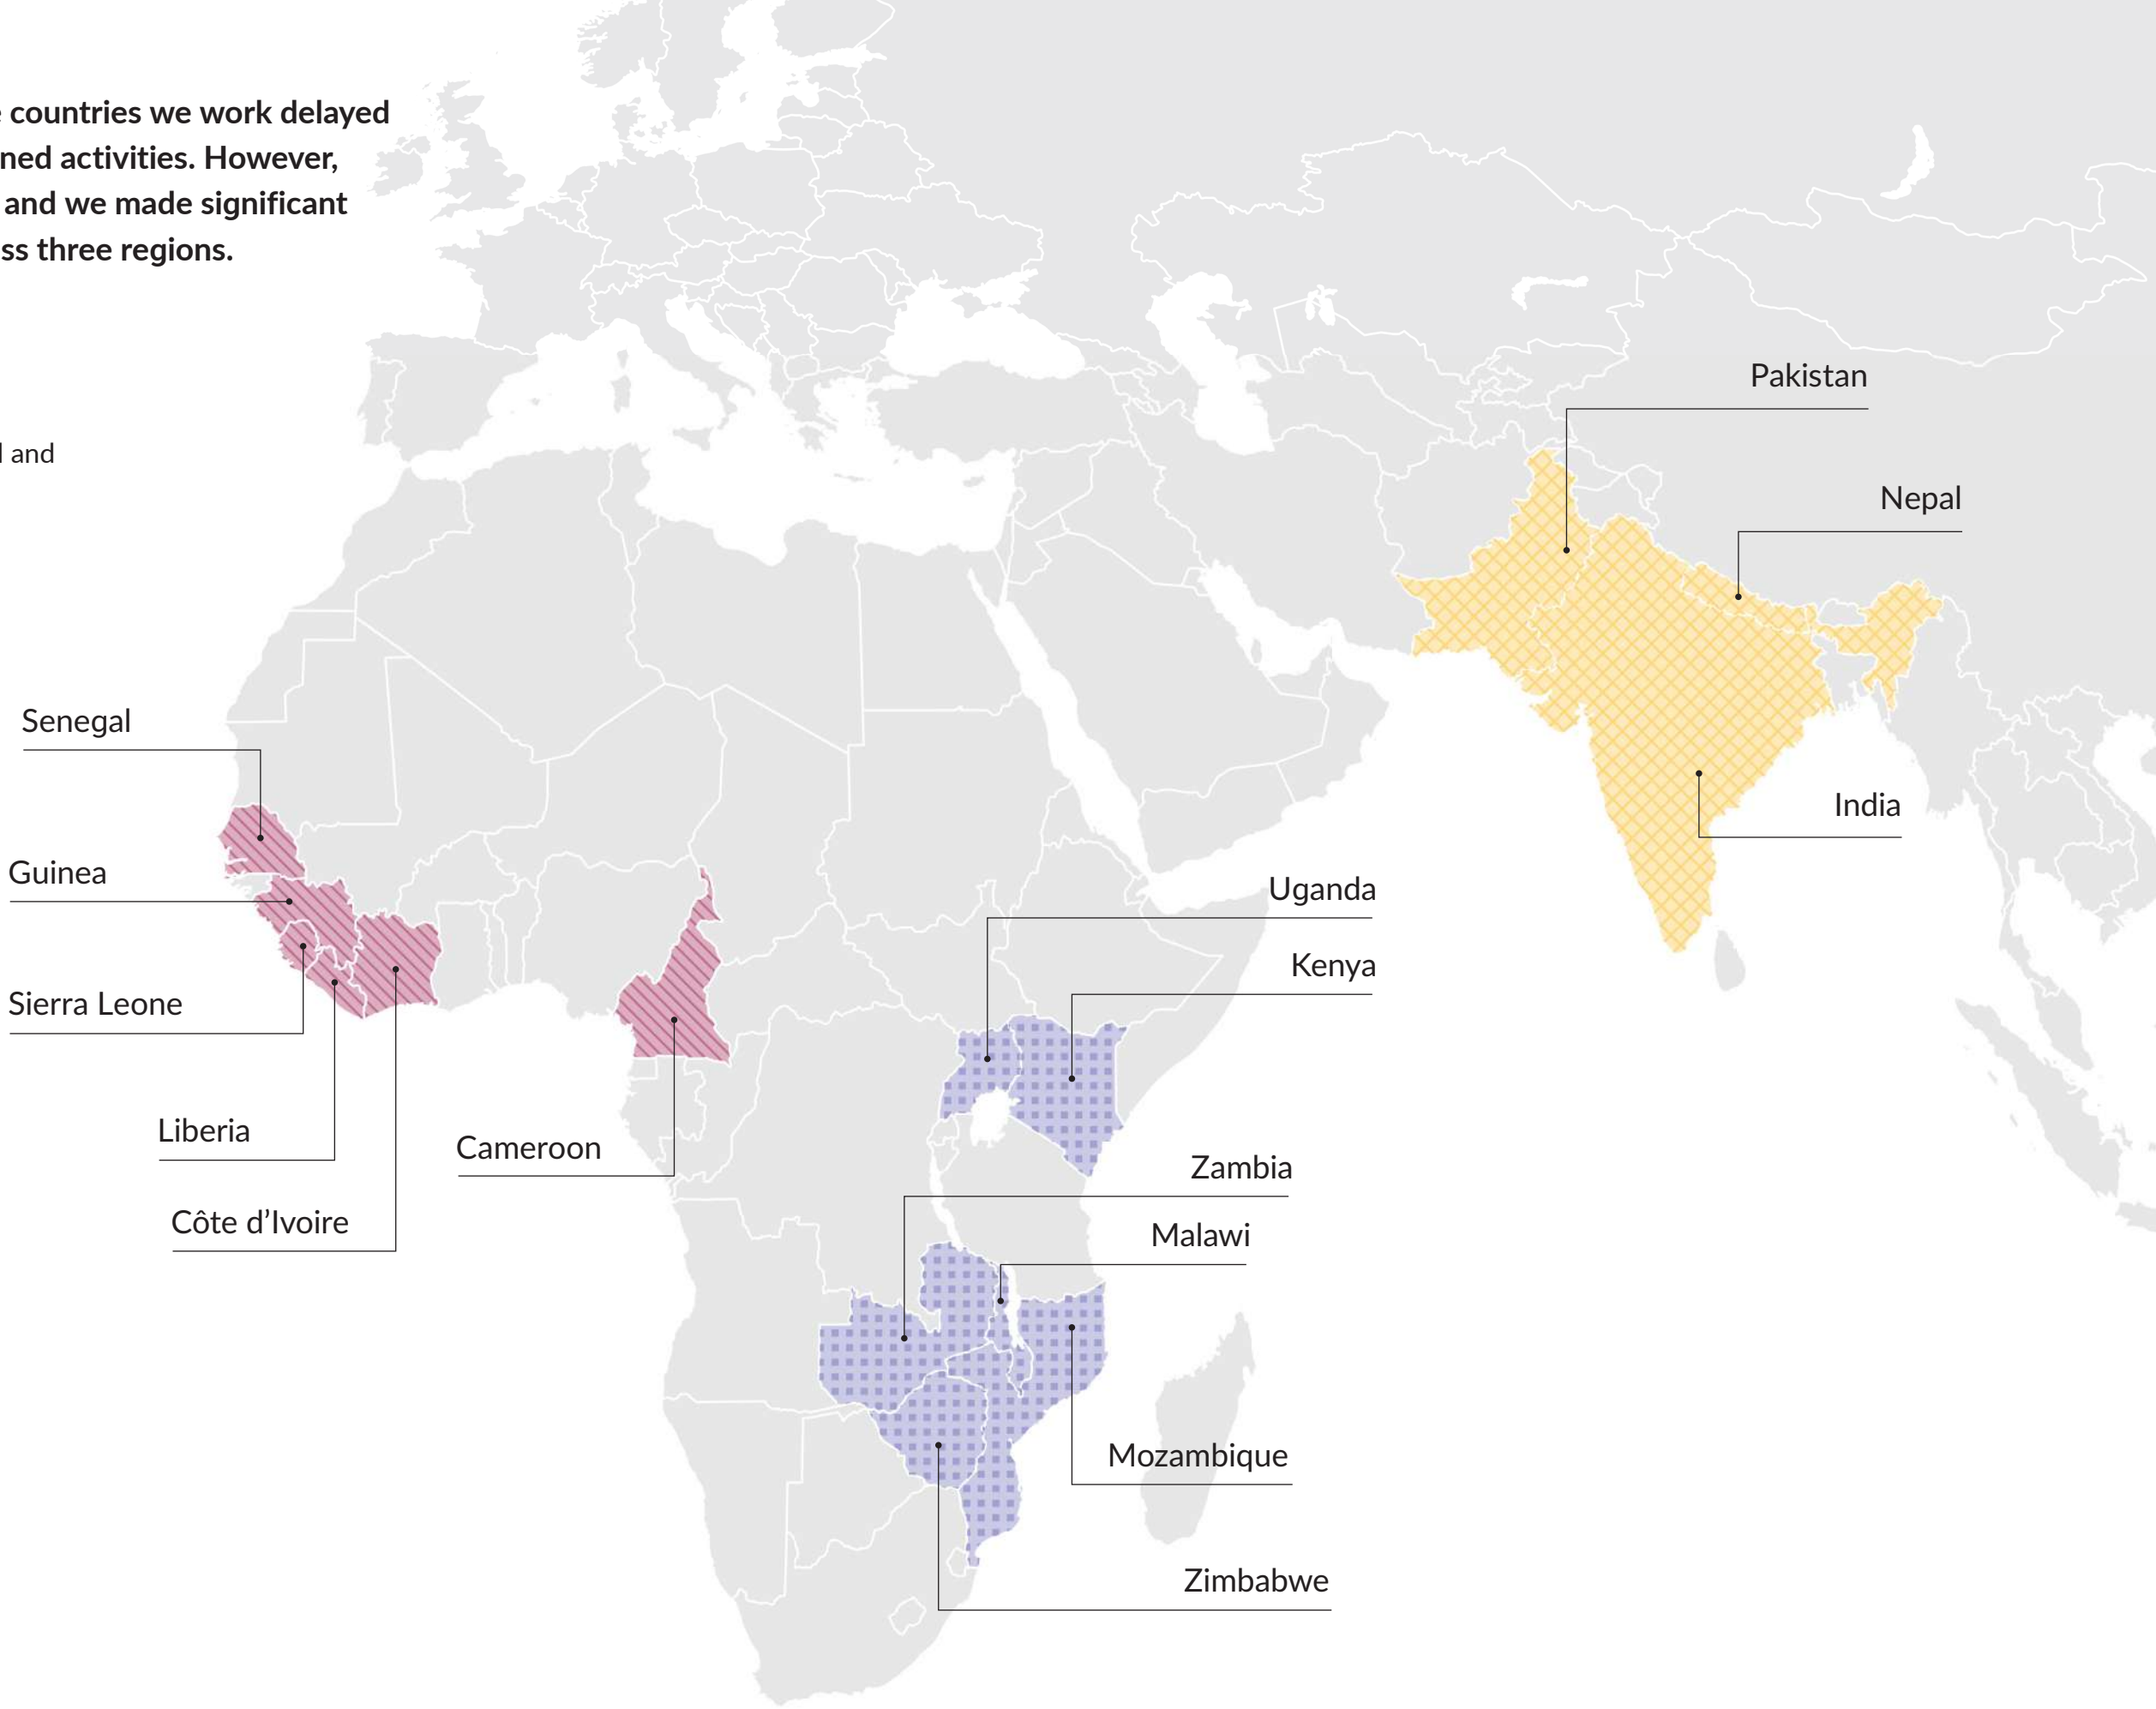 countries we work delayed
ned activities. However,
and we made significant
ss three regions.
and
Pakistan
Nepal
Senegal
India
Guinea
Uganda
Kenya
Sierra Leone
Liberia
Cameroon
Zambia
Côte d’Ivoire
Malawi
Mozambique
Zimbabwe